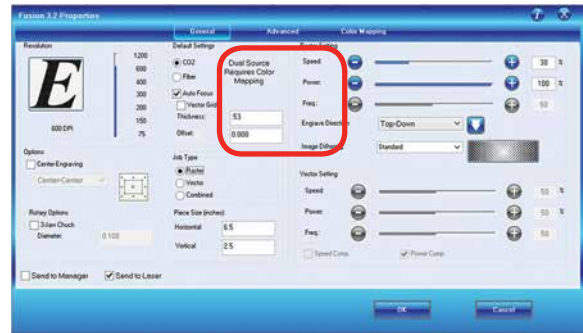 Fusion 3.2 Properties
General
Advanced
Color Mapping
Resolution
E
600 DPI
1200
600
400
300
200
150
75
Options
Center-Engraving
Center-Center
Rotary Options
3-Jaw Chuck
Diameter:
0.100
Send to Manager
Send to Laser
Default Settings
CO2
Fiber
Auto Focus
Vector Grid
Thickness:
53
Offset:
0.000
Dual Source
Requires Color
Mapping
Job Type
Raster
Vector
Combined
Piece Size (inches)
Horizontal
6.5
Vertical
2.5
Raster Setting
Speed:
30 %
Power:
100 %
Freq.:
50
Engrave Direction
Top-Down
Image Dithering
Standard
Vector Setting
Speed
50 %
Power:
50 %
Freq.:
50
Speed Comp.
Power Comp.
OK
Cancel